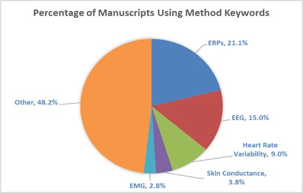 Percentage of Manuscripts Using Method Keywords
ERPs, 21.1%
Other, 48.2%
EEG, 15.0%
Heart Rate
Variability, 9.0%
Skin Conductance,
3.8%
EMG, 2.8%